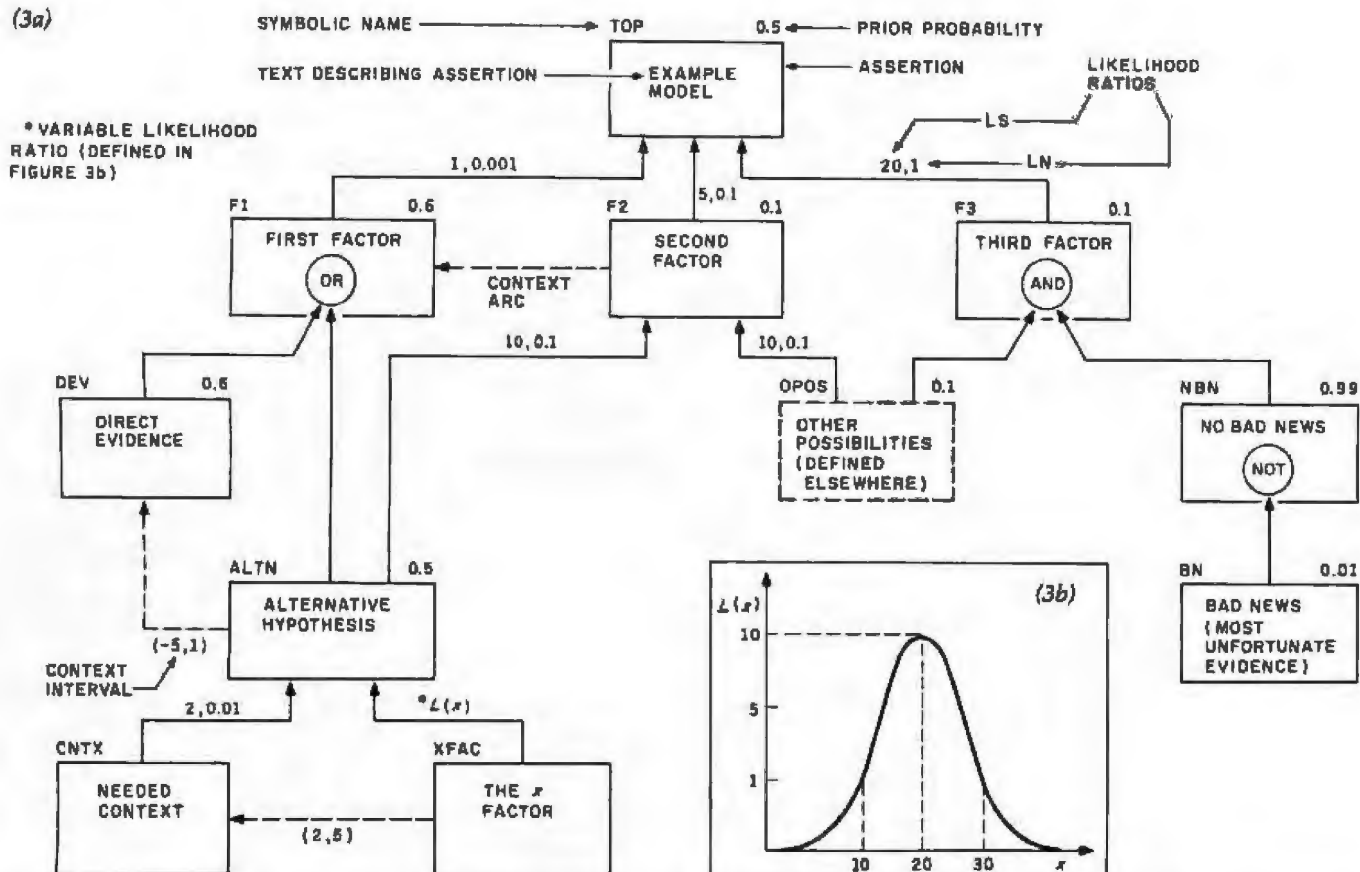 (3a)
SYMBOLIC NAME
TOP
0.5
PRIOR PROBABILITY
TEXT DESCRIBING ASSERTION
EXAMPLE
MODEL
ASSERTION
LIKELIHOOD
RATIOS
LS
LN
20,1
*VARIABLE LIKELIHOOD
RATIO (DEFINED IN
FIGURE 3b)
1,0.001
5,0.1
F1
0.6
FIRST FACTOR
OR
CONTEXT
ARC
F2
0.1
SECOND
FACTOR
F3
0.1
THIRD FACTOR
AND
10,0.1
10,0.1
DEV
0.6
DIRECT
EVIDENCE
OPOS
0.1
OTHER
POSSIBILITIES
(DEFINED
ELSEWHERE)
NBN
0.99
NO BAD NEWS
NOT
ALTN
0.5
ALTERNATIVE
HYPOTHESIS
(-5,1)
CONTEXT
INTERVAL
BN
0.01
BAD NEWS
(MOST
UNFORTUNATE
EVIDENCE)
2,0.01
*L(x)
CNTX
NEEDED
CONTEXT
(2,5)
XFAC
THE x
FACTOR
(3b)
L(x)
10
5
1
10 20 30 x